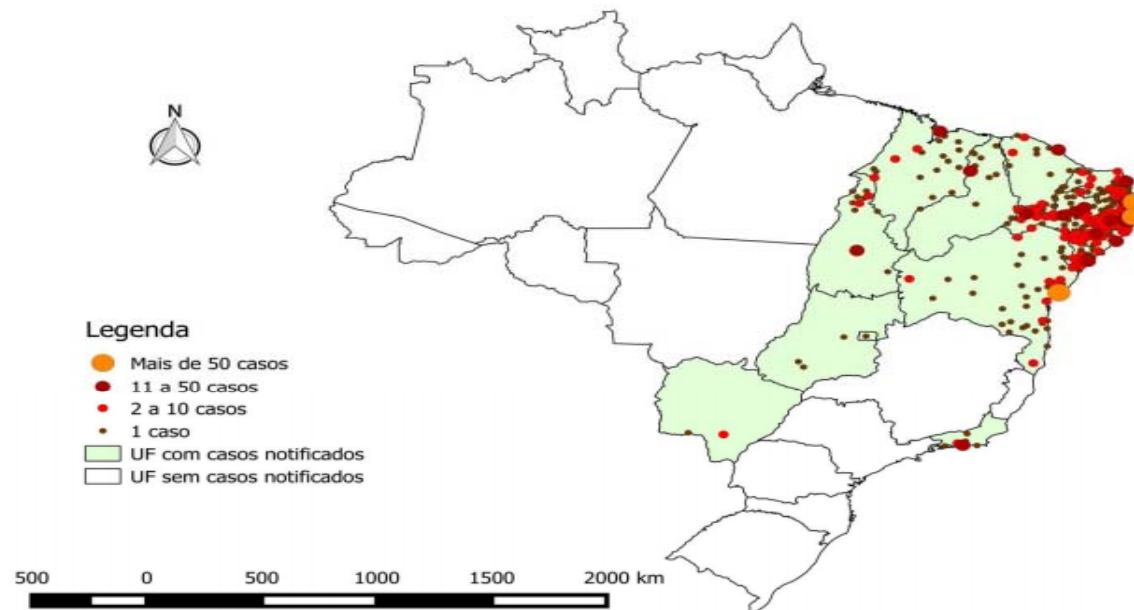 N
Legenda
Mais de 50 casos
11 a 50 casos
2 a 10 casos
1 caso
UF com casos notificados
UF sem casos notificados
500 0 500 1000 1500 2000 km